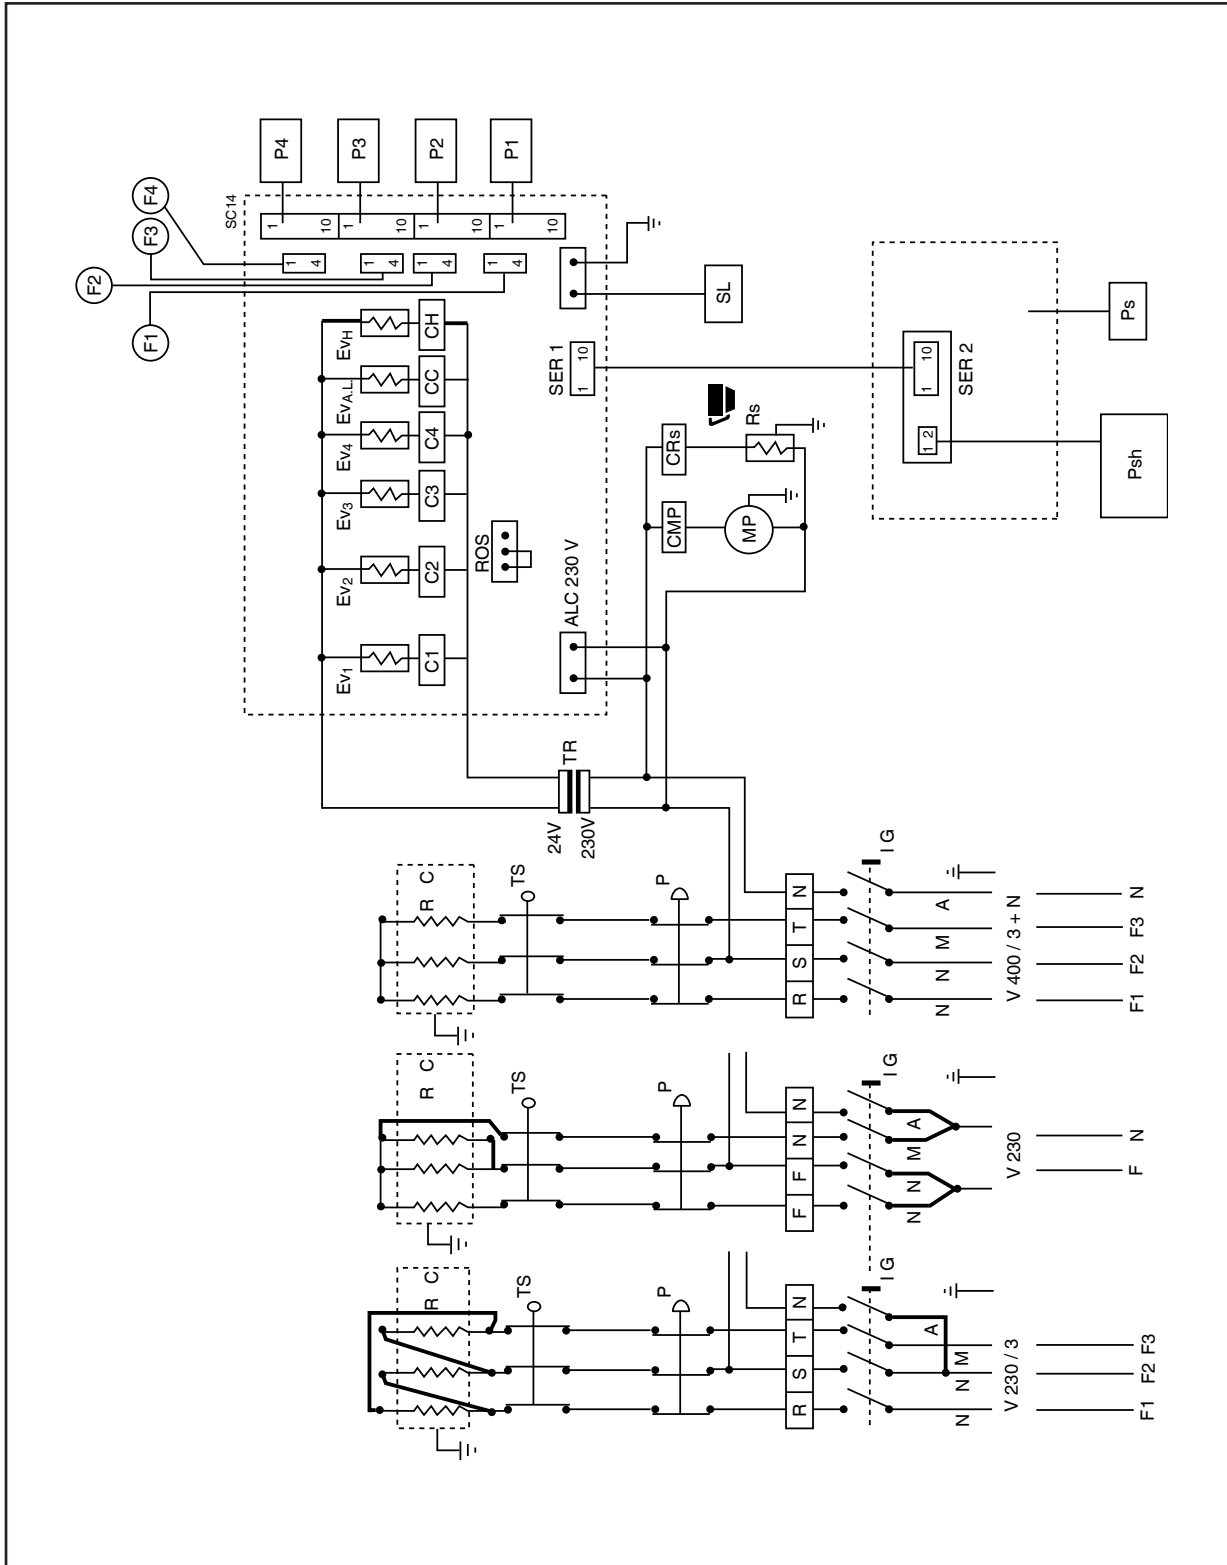 F1
F2
F3
F4
SC14
P4
P3
P2
P1
1
10
1
10
1
10
1
10
1
4
1
4
1
4
1
4
Ev1
Ev2
Ev3
Ev4
EvA.L.
EvH
C1
C2
C3
C4
CC
CH
ROS
ALC 230 V
SER 1
1 10
SL
24V
230V
TR
CMP
CRs
MP
Rs
SER 2
1 2
1 10
Psh
Ps
R C
TS
P
R S T N
I G
N N M A
V 400 / 3 + N
F1 F2 F3 N
R C
TS
P
F F N N
I G
N N M A
V 230
F N
R C
TS
P
R S T N
I G
N N M A
V 230 / 3
F1 F2 F3